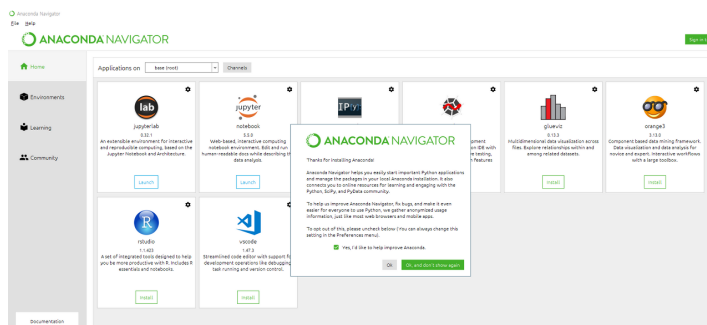 Anaconda Navigator
File Help
ANACONDA NAVIGATOR
Sign in t
Home
Applications on base (root) Channels
Environments
Learning
Community
Documentation
lab
jupyterlab
0.32.1
An extensible environment for interactive
and reproducible computing, based on the
Jupyter Notebook and Architecture.
Launch
jupyter
notebook
5.5.0
Web-based, interactive computing
notebook environment. Edit and run
human-readable docs while describing th
data analysis.
Launch
IP[y]:
pment
IDE with
testing,
features
glueviz
0.13.3
Multidimensional data visualization across
files. Explore relationships within and
among related datasets.
Install
orange3
3.13.0
Component based data mining framework.
Data visualization and data analysis for
novice and expert. Interactive workflows
with a large toolbox.
Install
R
rstudio
1.1.423
A set of integrated tools designed to help
you be more productive with R. Includes R
essentials and notebooks.
Install
vscode
1.47.3
Streamlined code editor with support fo
development operations like debugging
task running and version control.
Install
ANACONDA NAVIGATOR
Thanks for installing Anaconda!
Anaconda Navigator helps you easily start important Python applications
and manage the packages in your local Anaconda installation. It also
connects you to online resources for learning and engaging with the
Python, SciPy, and PyData community.
To help us improve Anaconda Navigator, fix bugs, and make it even
easier for everyone to use Python, we gather anonymized usage
information, just like most web browsers and mobile apps.
To opt out of this, please uncheck below (You can always change this
setting in the Preferences menu).
Yes, I'd like to help improve Anaconda.
Ok
Ok, and don't show again